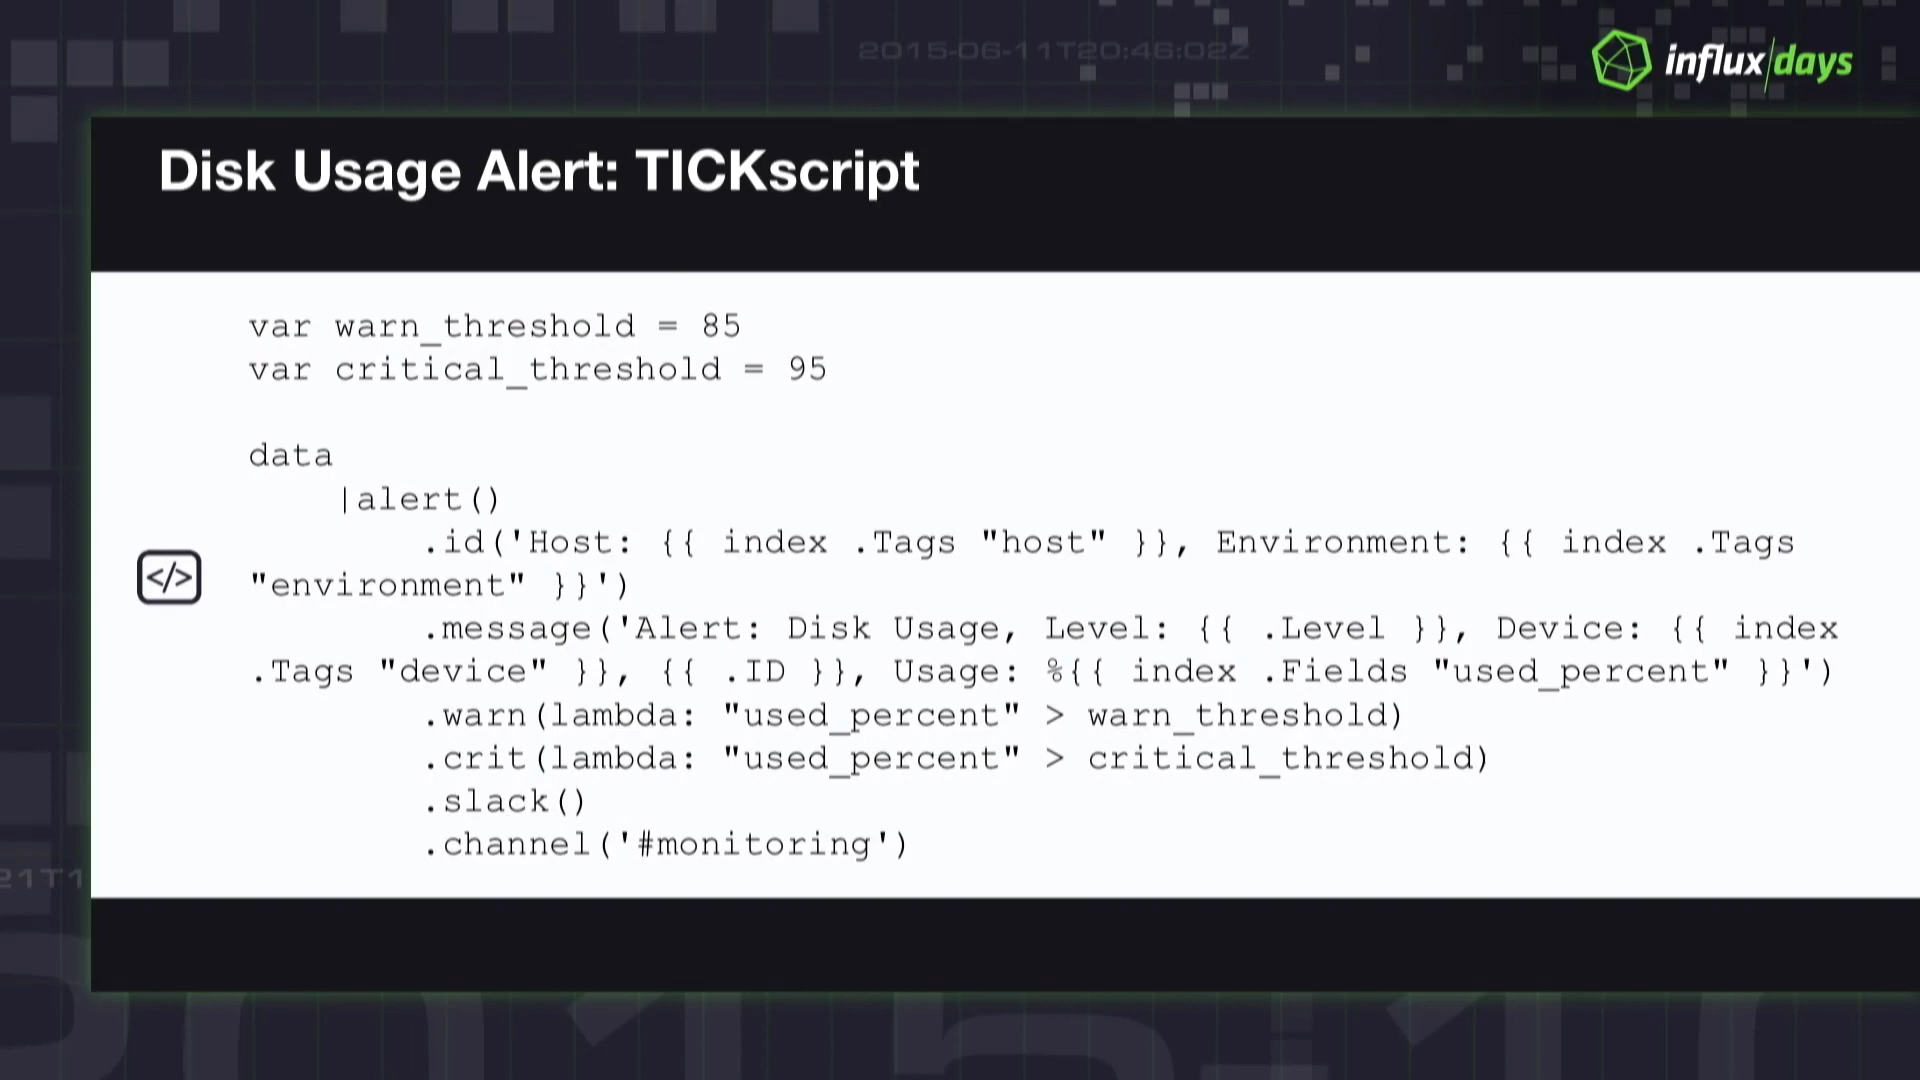 2015-06-11T20:46:02Z
influx/days
Disk Usage Alert: TICKscript
var warn_threshold = 85
var critical_threshold = 95
data
|alert()
.id('Host: {{ index .Tags "host" }}, Environment: {{ index .Tags
"environment" }}')
</>
.message('Alert: Disk Usage, Level: {{ .Level }}, Device: {{ index
.Tags "device" }}, {{ .ID }}, Usage: %{{ index .Fields "used_percent" }}')
.warn(lambda: "used_percent" > warn_threshold)
.crit(lambda: "used_percent" > critical_threshold)
.slack()
.channel('#monitoring')
21T1